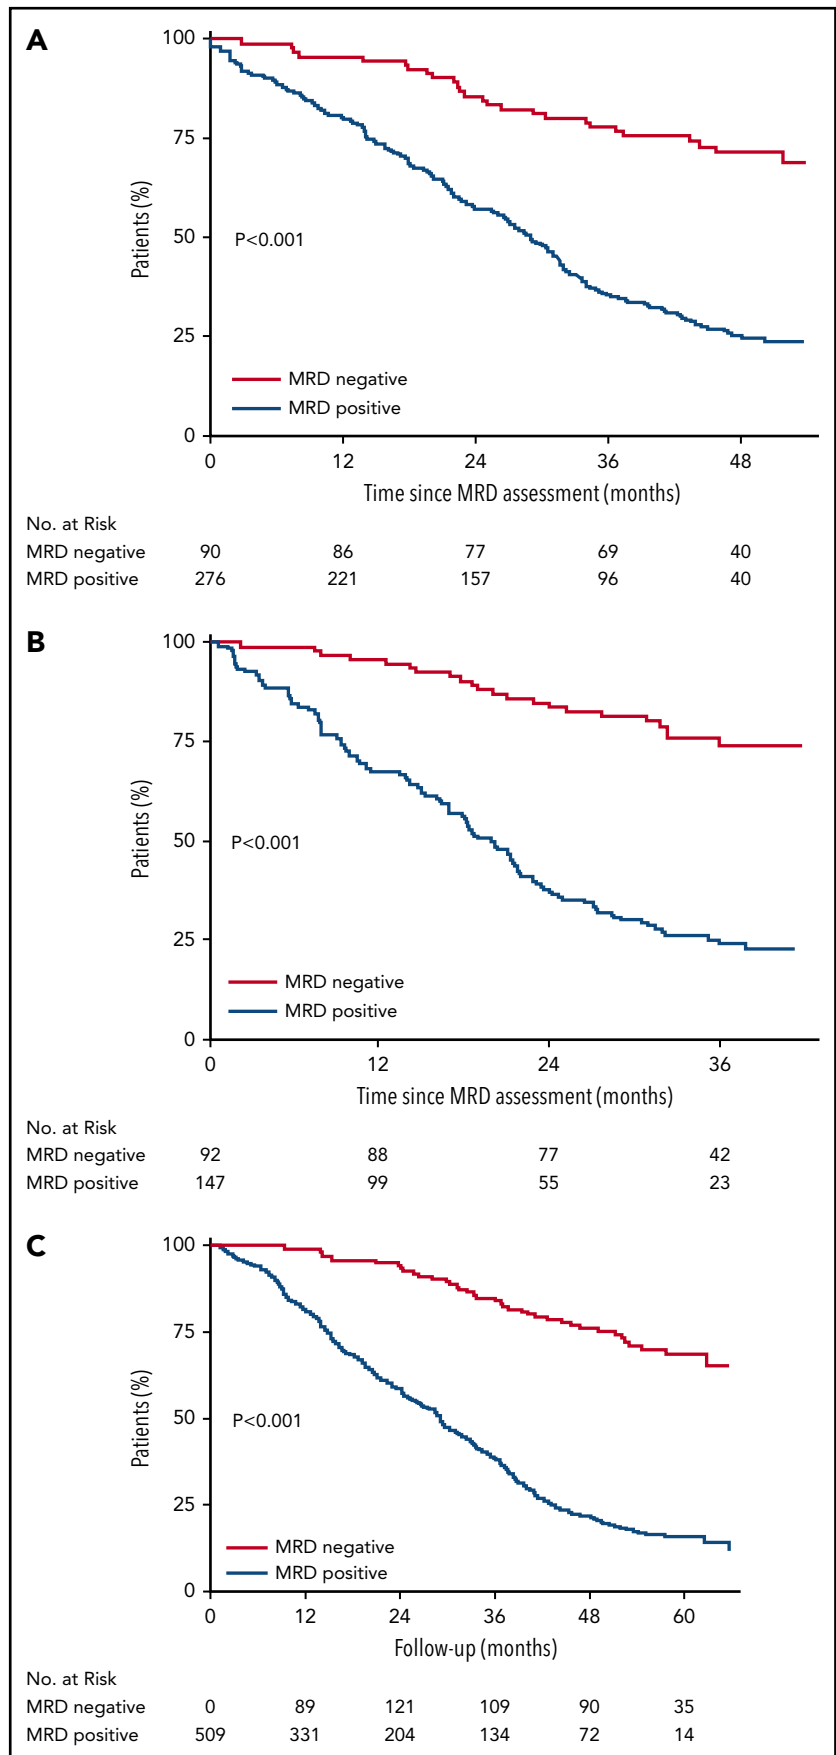 A
100
75
50
25
0
Patients (%)
P<0.001
MRD negative
MRD positive
0 12 24 36 48
Time since MRD assessment (months)
No. at Risk
MRD negative 90 86 77 69 40
MRD positive 276 221 157 96 40
B
100
75
50
25
0
Patients (%)
P<0.001
MRD negative
MRD positive
0 12 24 36
Time since MRD assessment (months)
No. at Risk
MRD negative 92 88 77 42
MRD positive 147 99 55 23
C
100
75
50
25
0
Patients (%)
P<0.001
MRD negative
MRD positive
0 12 24 36 48 60
Follow-up (months)
No. at Risk
MRD negative 0 89 121 109 90 35
MRD positive 509 331 204 134 72 14